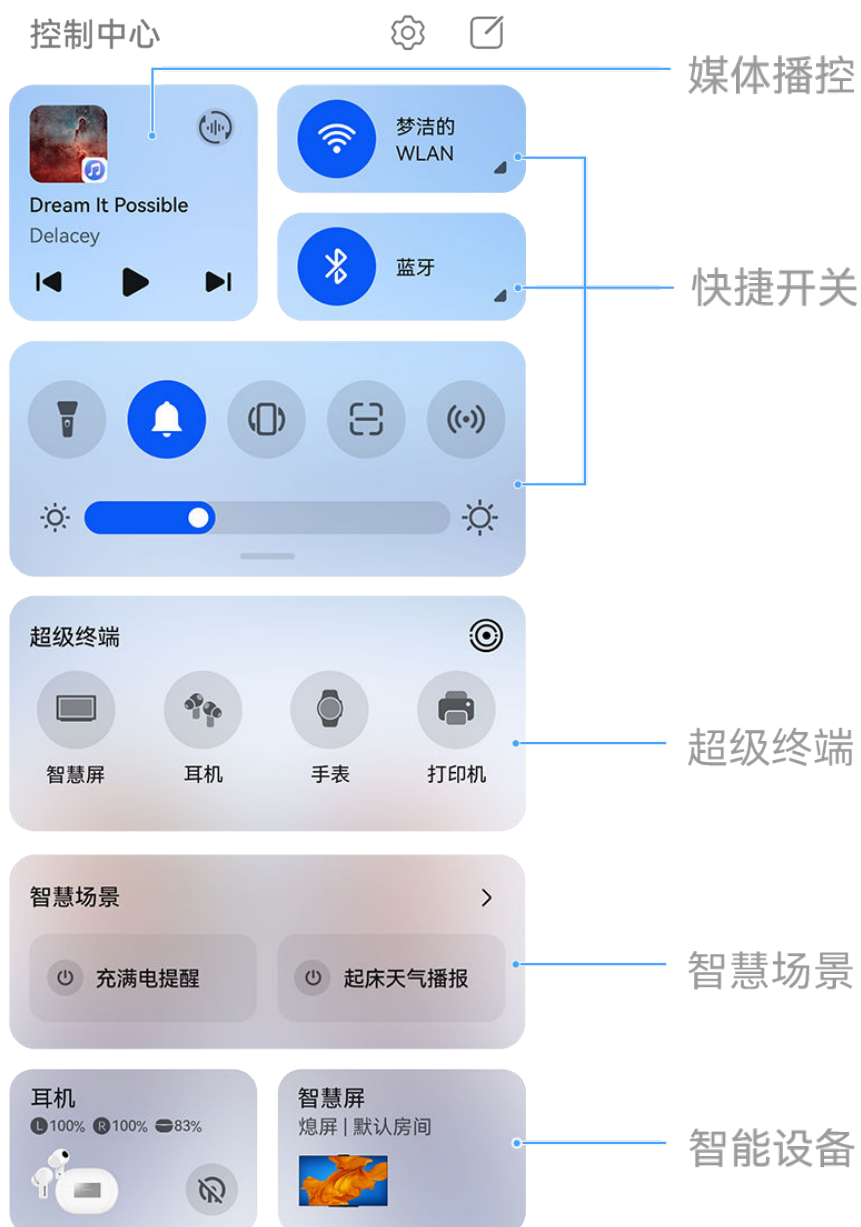 控制中心
媒体播控
梦洁的
WLAN
Dream It Possible
Delacey
蓝牙
快捷开关
超级终端
智慧屏
耳机
手表
打印机
超级终端
智慧场景
充满电提醒
起床天气播报
智慧场景
耳机
L 100% R 100% 83%
智慧屏
熄屏 | 默认房间
智能设备